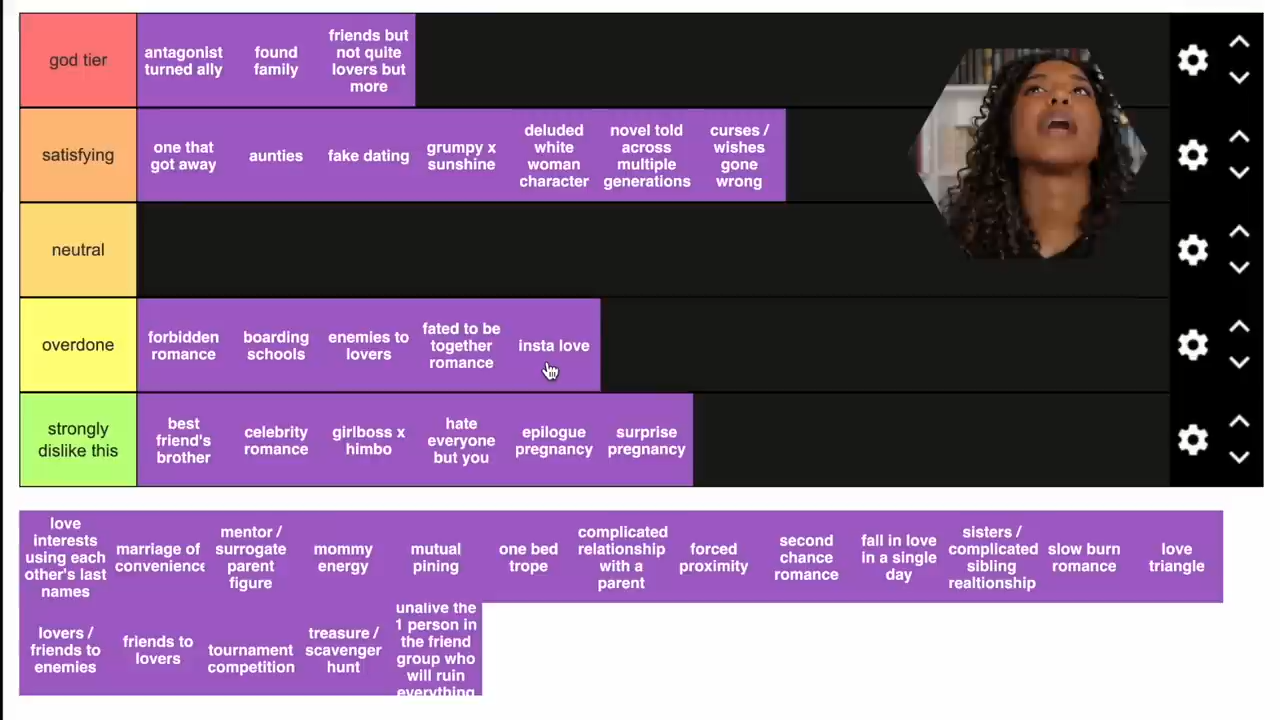 god tier
antagonist
turned ally
found
family
friends but
not quite
lovers but
more
satisfying
one that
got away
aunties
fake dating
grumpy x
sunshine
deluded
white
woman
character
novel told
across
multiple
generations
curses /
wishes
gone
wrong
neutral
overdone
forbidden
romance
boarding
schools
enemies to
lovers
fated to be
together
romance
insta love
strongly
dislike this
best
friend's
brother
celebrity
romance
girlboss x
himbo
hate
everyone
but you
epilogue
pregnancy
surprise
pregnancy
love
interests
using each
other's last
names
marriage of
convenience
mentor /
surrogate
parent
figure
mommy
energy
mutual
pining
one bed
trope
complicated
relationship
with a
parent
forced
proximity
second
chance
romance
fall in love
in a single
day
sisters /
complicated
sibling
realtionship
slow burn
romance
love
triangle
lovers /
friends to
enemies
friends to
lovers
tournament
competition
treasure /
scavenger
hunt
unalive the
1 person in
the friend
group who
will ruin
everything